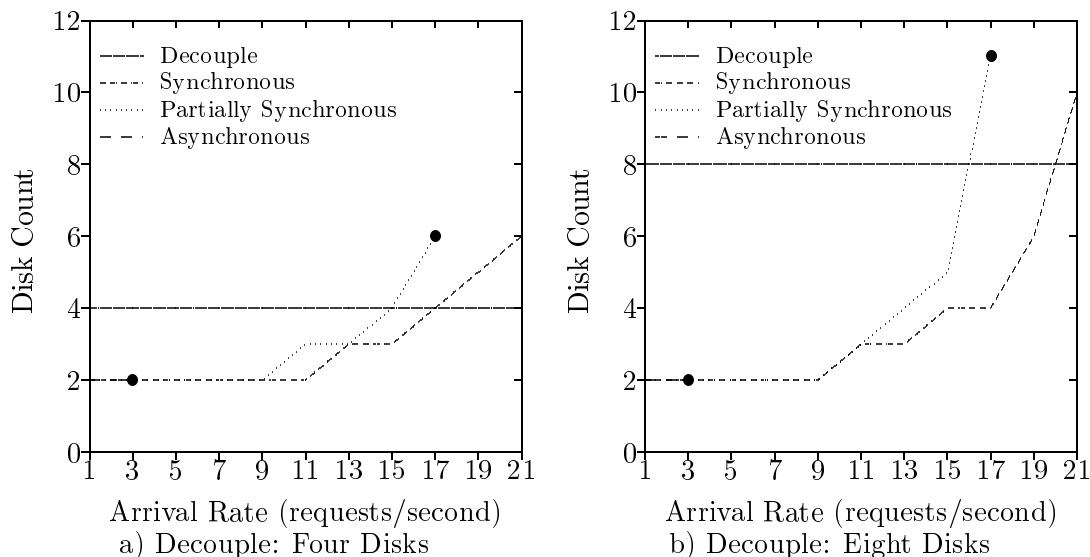 12
10
8
6
4
2
0
Disk Count
Decouple
Synchronous
Partially Synchronous
Asynchronous
1 3 5 7 9 11 13 15 17 19 21
Arrival Rate (requests/second)
a) Decouple: Four Disks
12
10
8
6
4
2
0
Disk Count
Decouple
Synchronous
Partially Synchronous
Asynchronous
1 3 5 7 9 11 13 15 17 19 21
Arrival Rate (requests/second)
b) Decouple: Eight Disks